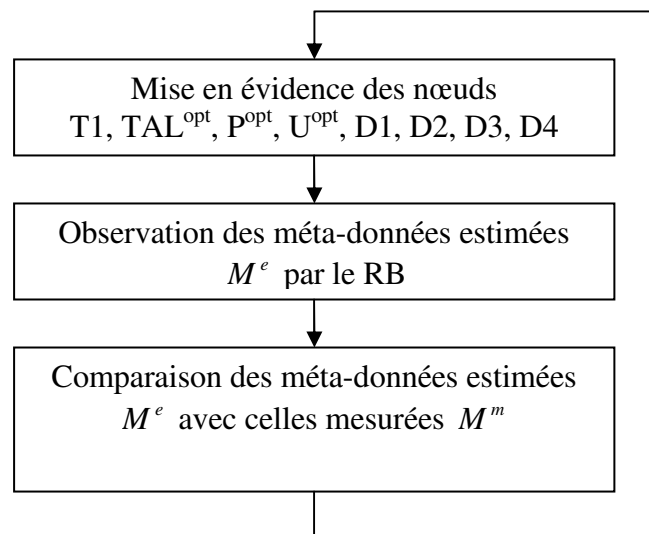 Mise en évidence des nœuds
T1, TAL^opt, P^opt, U^opt, D1, D2, D3, D4
Observation des méta-données estimées
M^e par le RB
Comparaison des méta-données estimées
M^e avec celles mesurées M^m